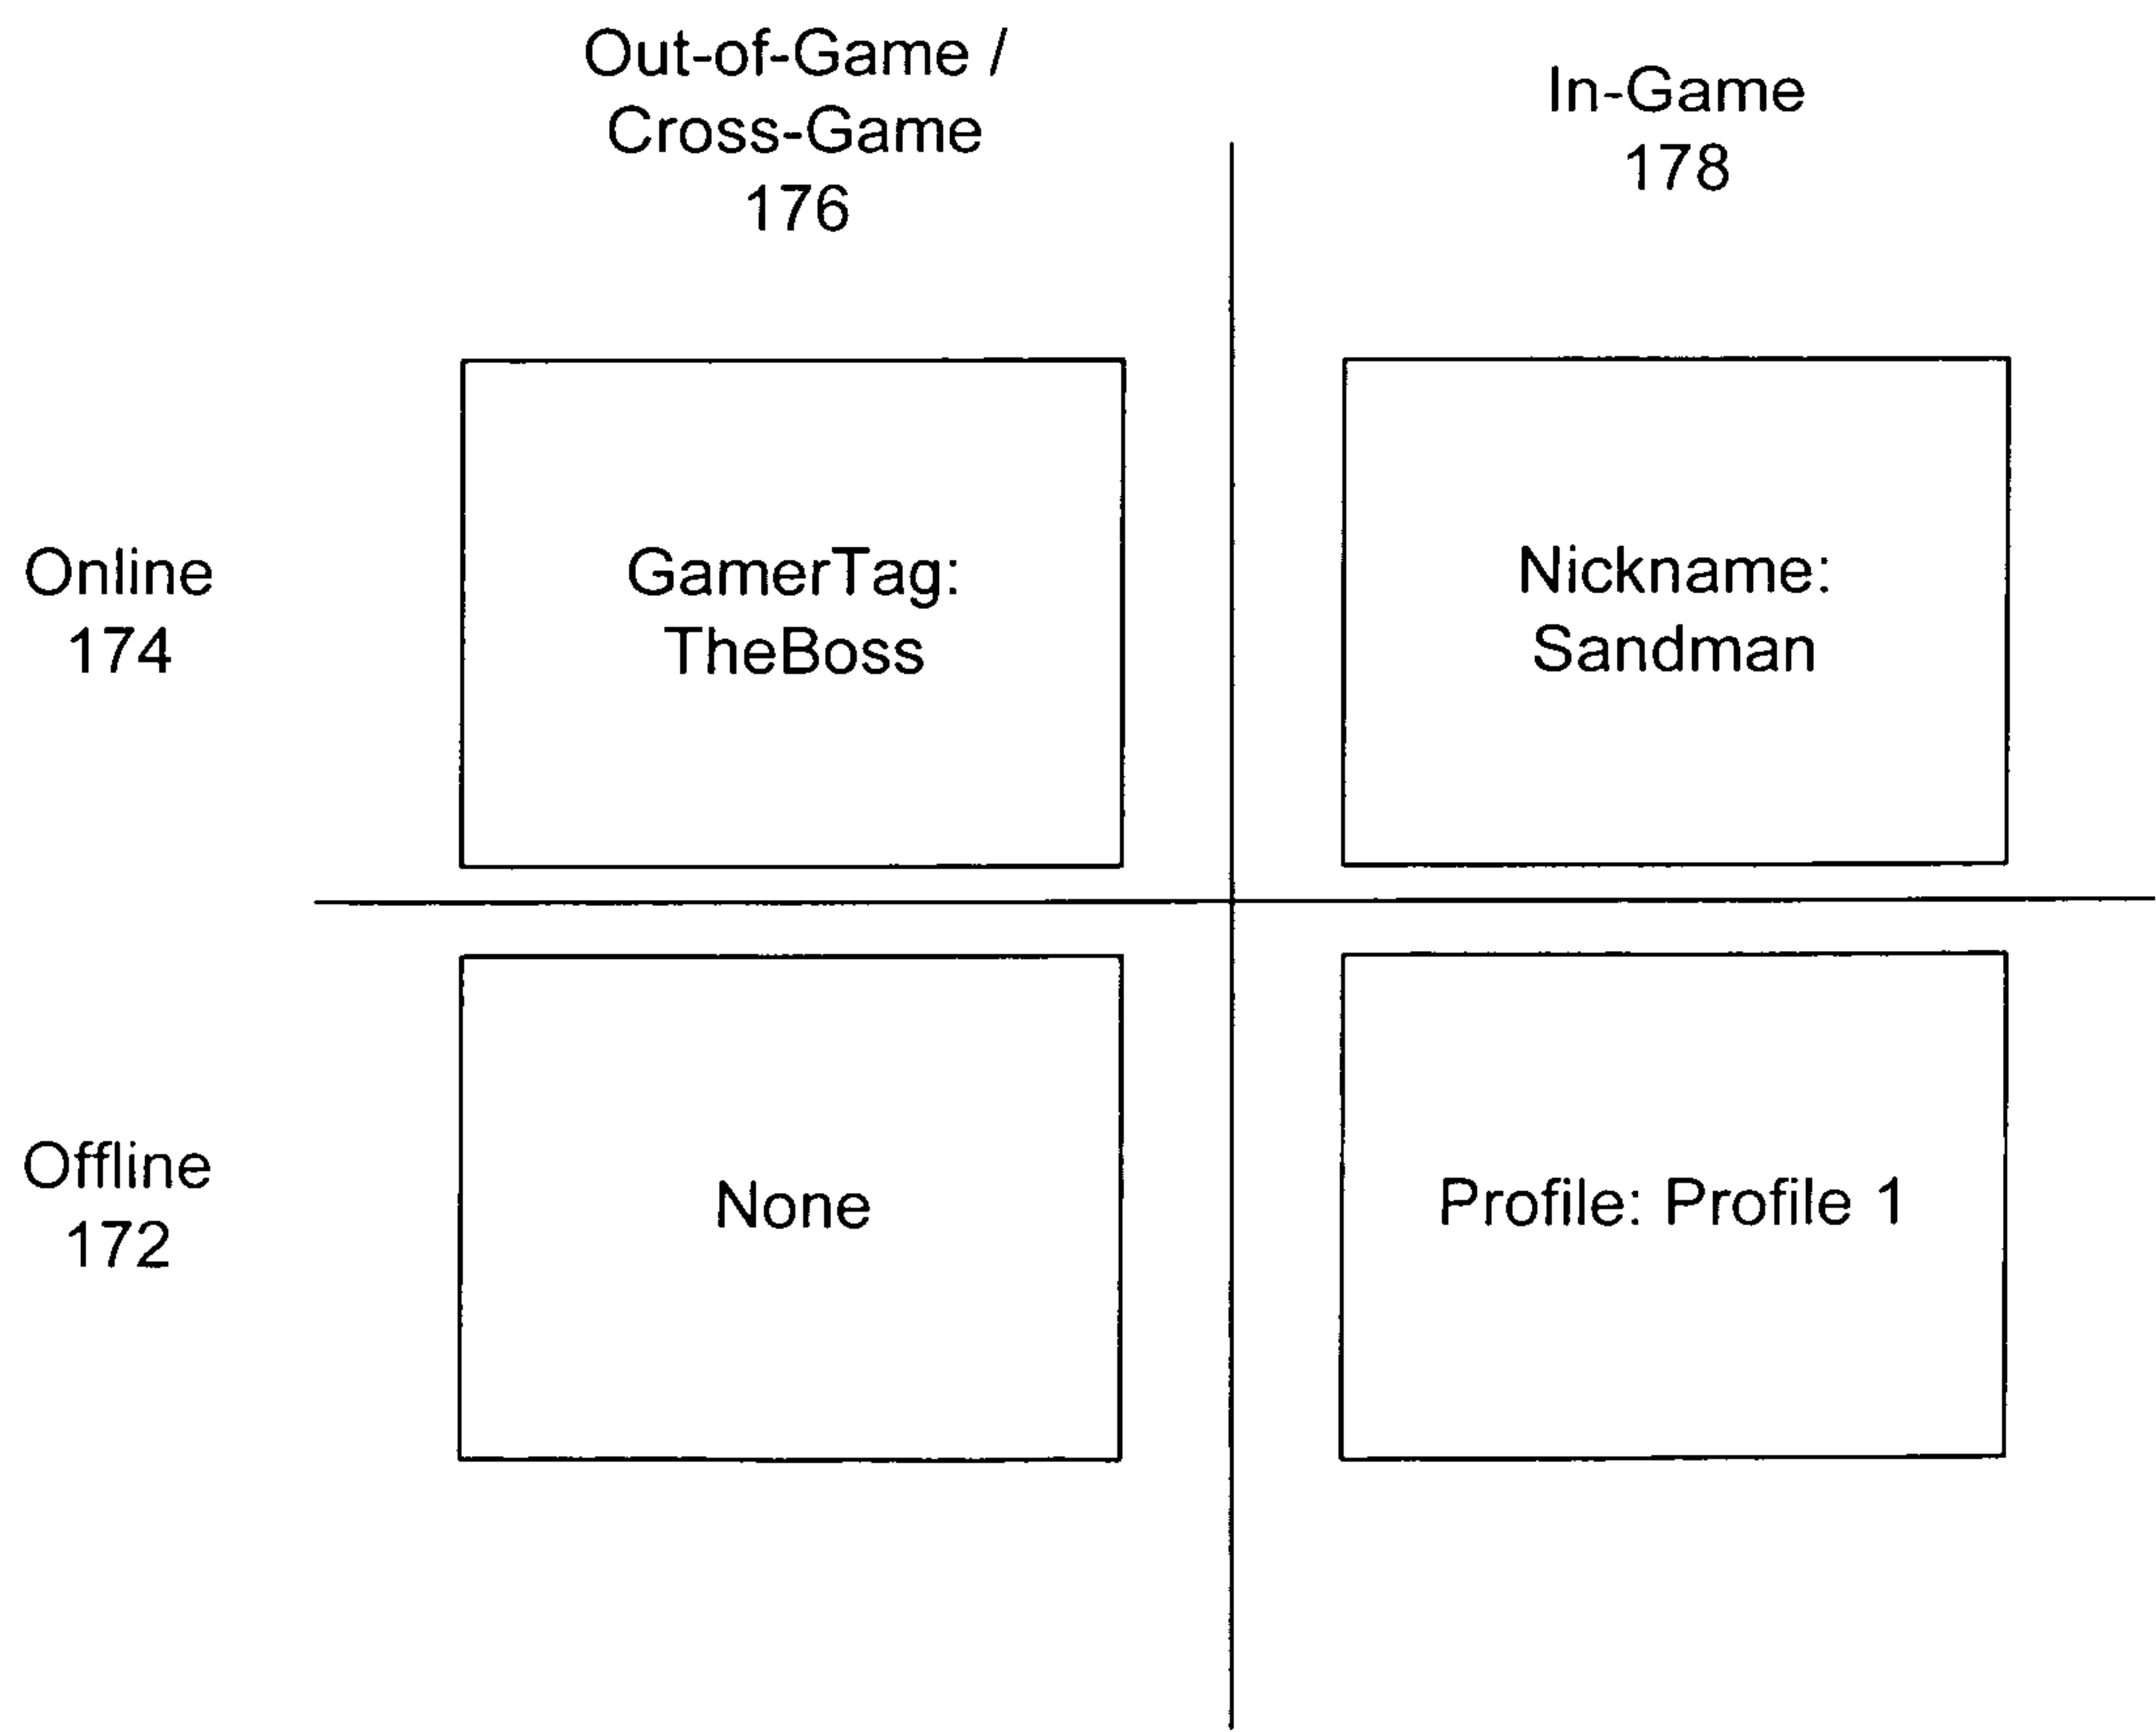 Out-of-Game /
Cross-Game
176
In-Game
178
Online
174
GamerTag:
TheBoss
Nickname:
Sandman
Offline
172
None
Profile: Profile 1